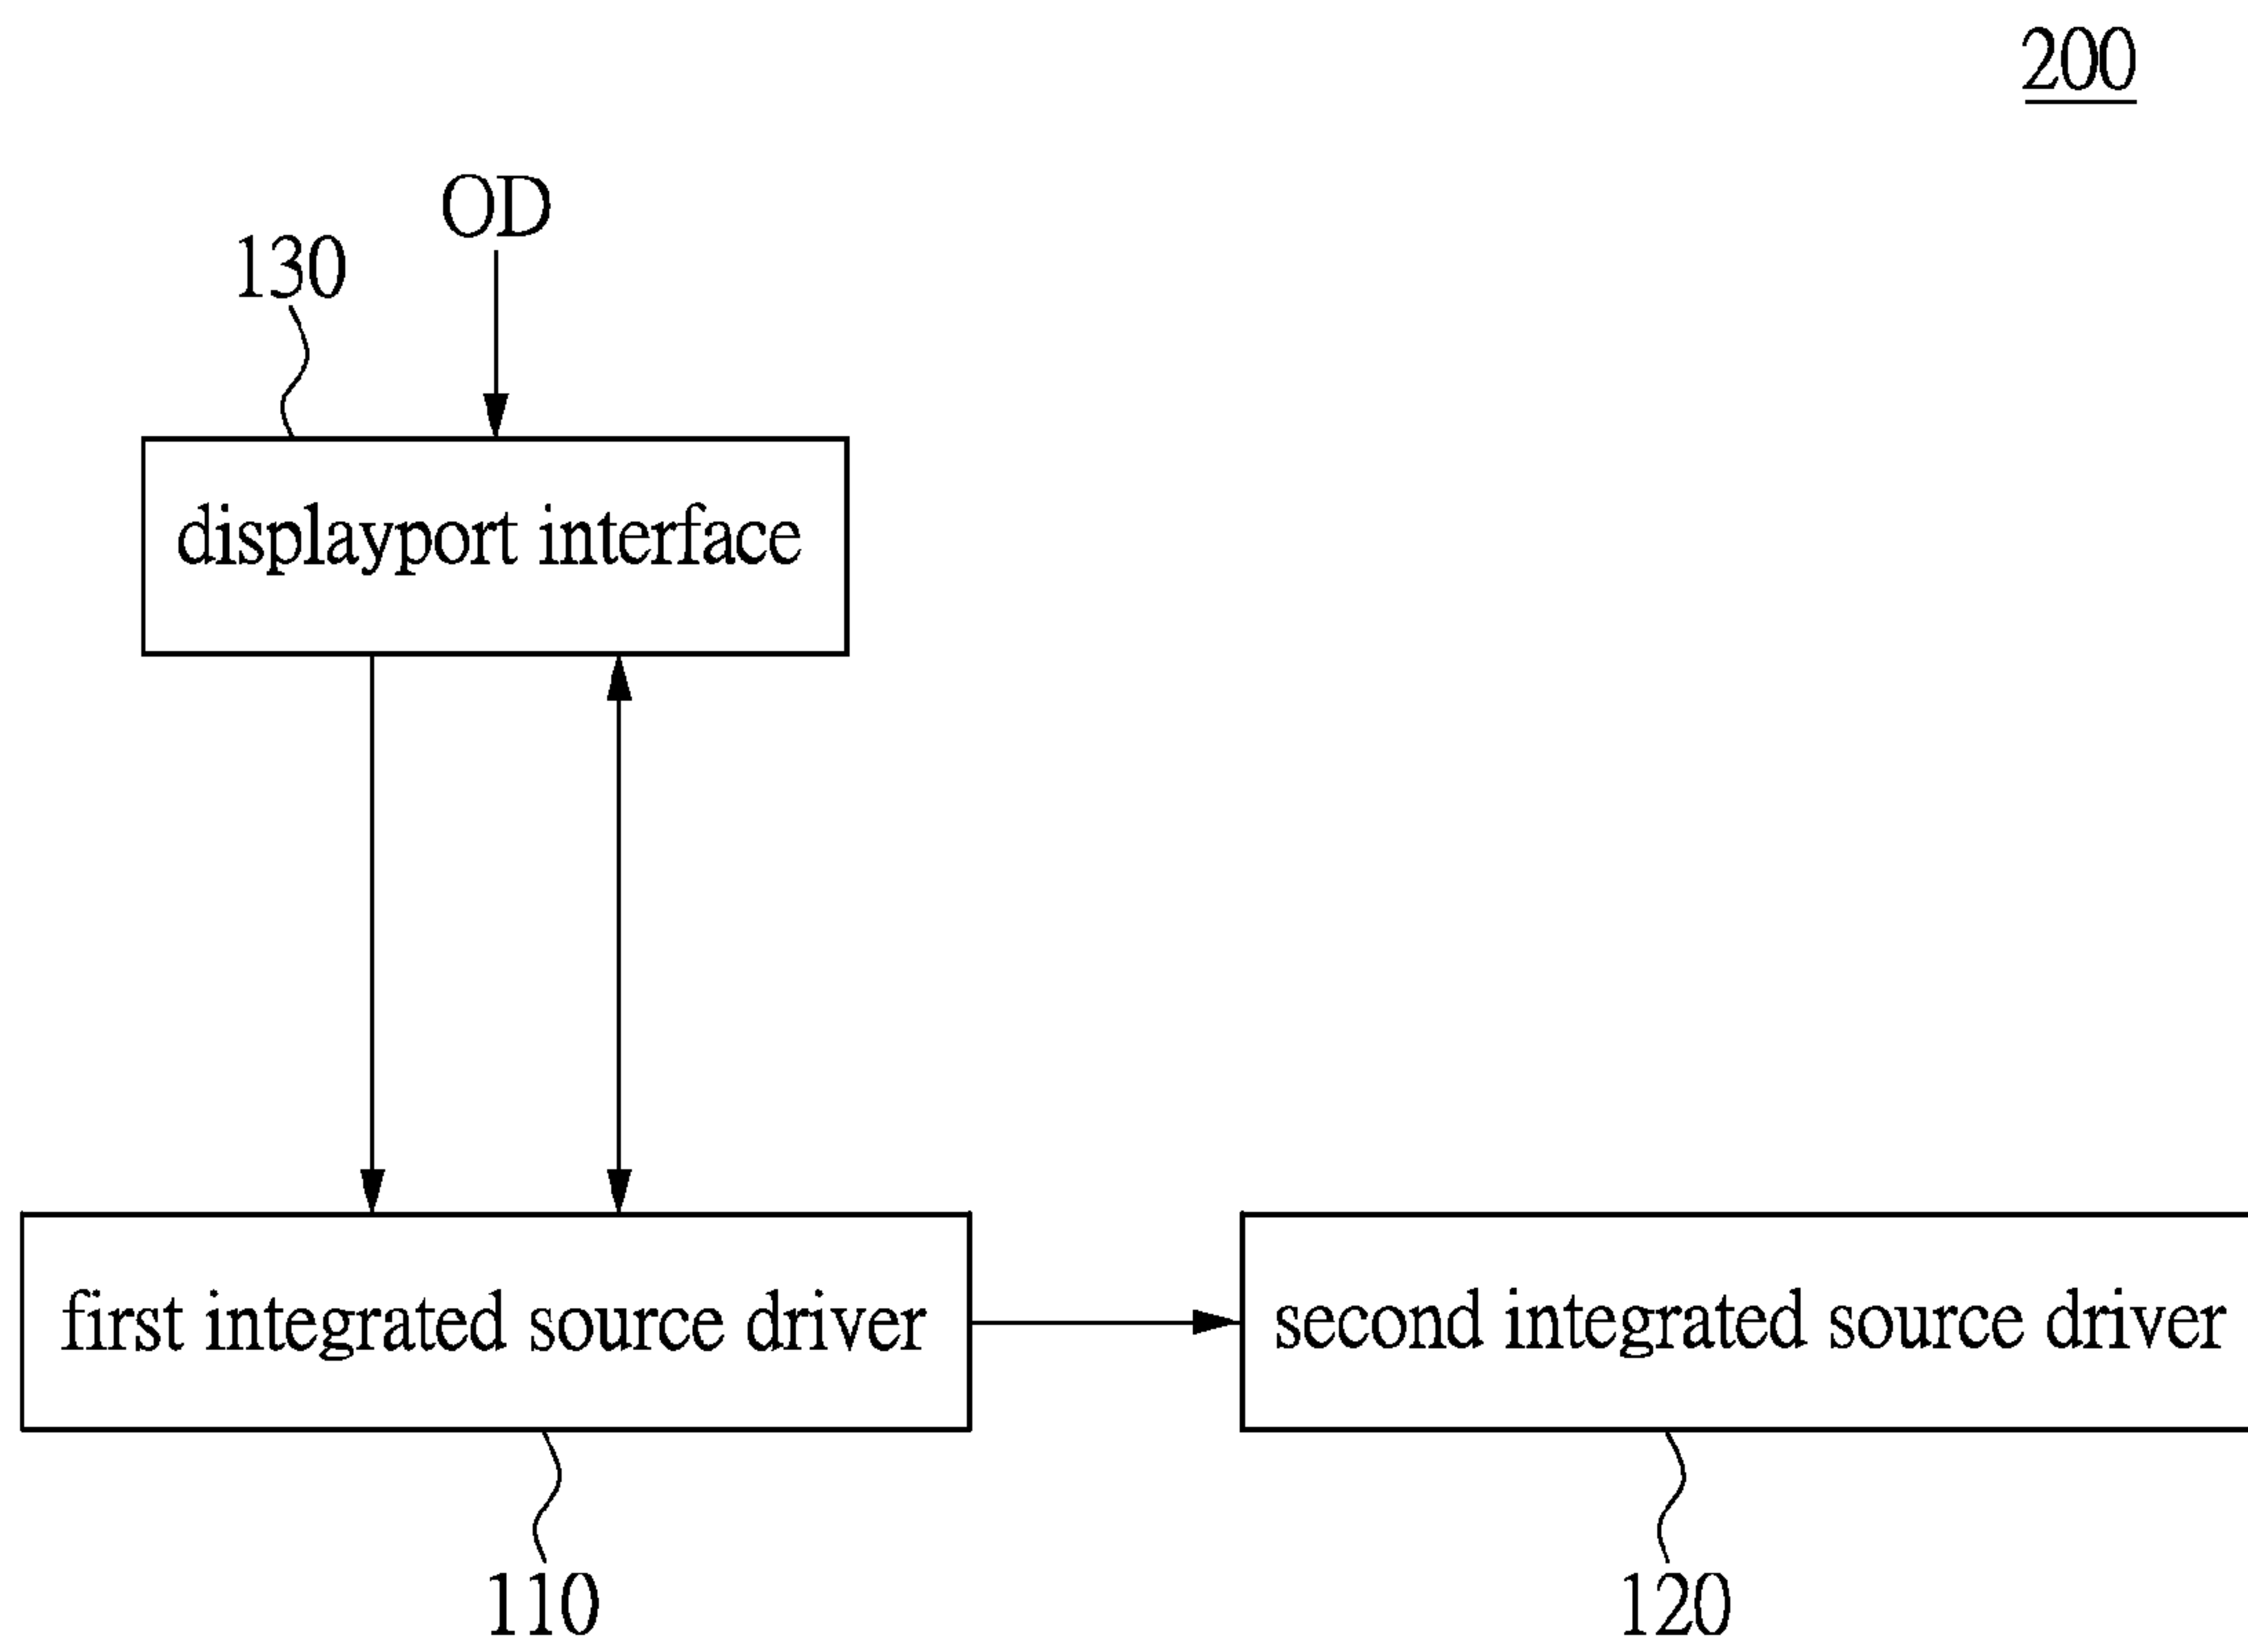 200
OD
130
displayport interface
first integrated source driver
second integrated source driver
110
120